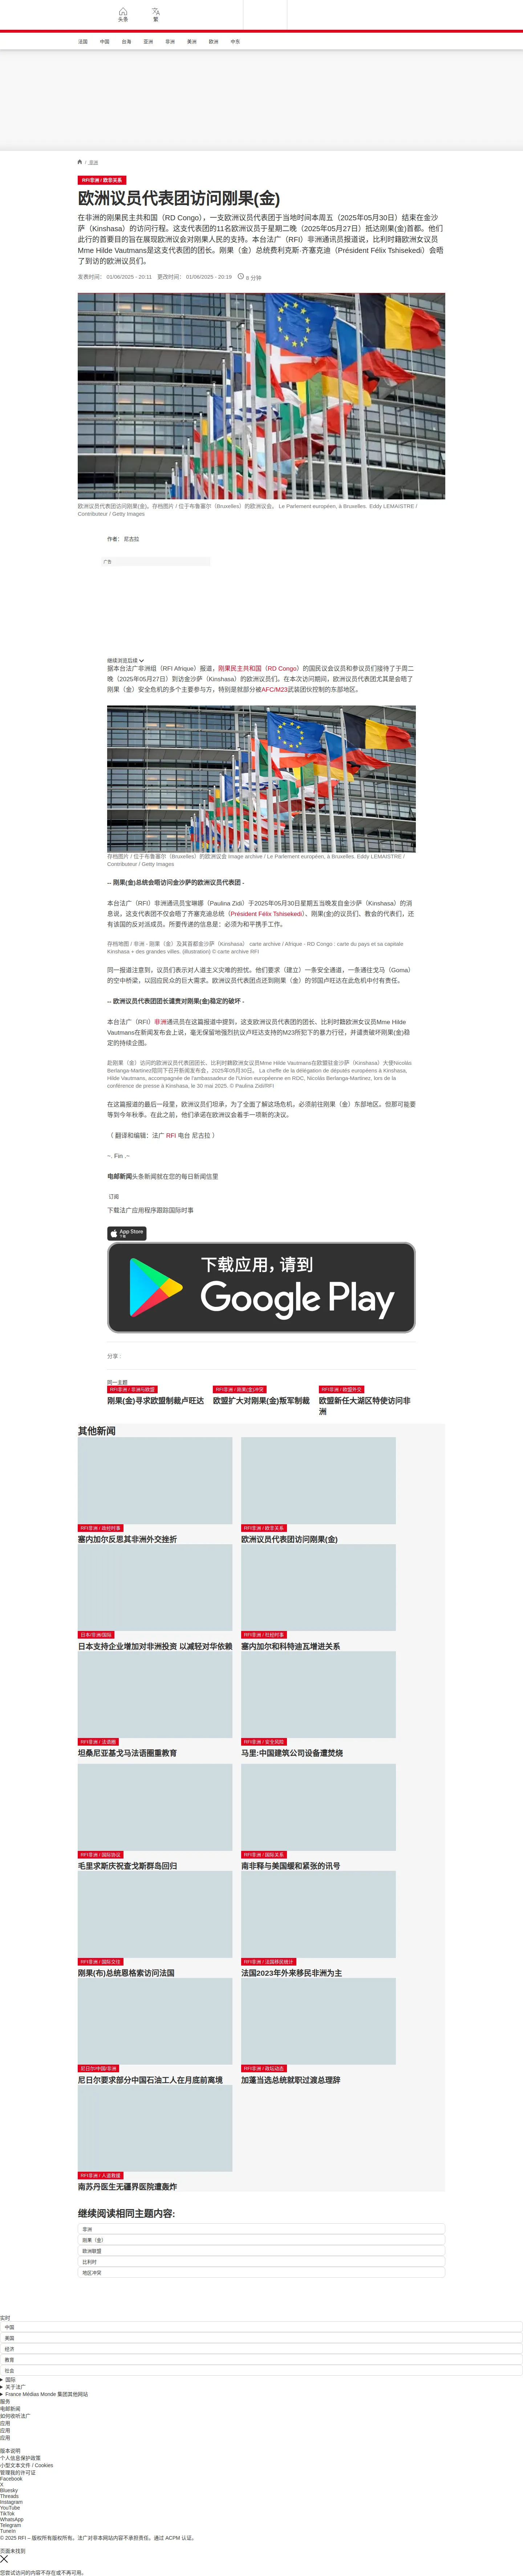 头条
繁
法国
中国
台海
亚洲
非洲
美洲
欧洲
中东
/ 非洲
RFI非洲 / 欧非关系
欧洲议员代表团访问刚果(金)
在非洲的刚果民主共和国（RD Congo），一支欧洲议员代表团于当地时间本周五（2025年05月30日）结束在金沙
萨（Kinshasa）的访问行程。这支代表团的11名欧洲议员于星期二晚（2025年05月27日）抵达刚果(金)首都。他们
此行的首要目的旨在展现欧洲议会对刚果人民的支持。本台法广（RFI）非洲通讯员报道说，比利时籍欧洲女议员
Mme Hilde Vautmans是这支代表团的团长。刚果（金）总统费利克斯·齐塞克迪（Président Félix Tshisekedi）会晤
了到访的欧洲议员们。
发表时间： 01/06/2025 - 20:11 更改时间： 01/06/2025 - 20:19 6 分钟
欧洲议员代表团访问刚果(金)。存档图片 / 位于布鲁塞尔（Bruxelles）的欧洲议会。 Le Parlement européen, à Bruxelles. Eddy LEMAISTRE /
Contributeur / Getty Images
作者： 尼古拉
广告
继续浏览后续
据本台法广非洲组（RFI Afrique）报道，刚果民主共和国（RD Congo）的国民议会议员和参议员们接待了于周二
晚（2025年05月27日）到访金沙萨（Kinshasa）的欧洲议员们。在本次访问期间，欧洲议员代表团尤其是会晤了
刚果（金）安全危机的多个主要参与方，特别是就部分被AFC/M23武装团伙控制的东部地区。
存档图片 / 位于布鲁塞尔（Bruxelles）的欧洲议会 Image archive / Le Parlement européen, à Bruxelles. Eddy LEMAISTRE /
Contributeur / Getty Images
-- 刚果(金)总统会晤访问金沙萨的欧洲议员代表团 -
本台法广（RFI）非洲通讯员宝琳娜（Paulina Zidi）于2025年05月30日星期五当晚发自金沙萨（Kinshasa）的消
息说，这支代表团不仅会晤了齐塞克迪总统（Président Félix Tshisekedi）、刚果(金)的议员们、教会的代表们，还
有该国的反对派成员。所要传递的信息是：必须为和平携手工作。
存档地图 / 非洲 - 刚果（金）及其首都金沙萨（Kinshasa） carte archive / Afrique - RD Congo : carte du pays et sa capitale
Kinshasa + des grandes villes. (illustration) © carte archive RFI
同一报道注意到，议员们表示对人道主义灾难的担忧。他们要求（建立）一条安全通道，一条通往戈马（Goma）
的空中桥梁，以回应民众的巨大需求。欧洲议员代表团点还到刚果（金）的邻国卢旺达在此危机中付有责任。
-- 欧洲议员代表团团长谴责对刚果(金)稳定的破坏 -
本台法广（RFI）非洲通讯员在这篇报道中提到，这支欧洲议员代表团的团长、比利时籍欧洲女议员Mme Hilde
Vautmans在新闻发布会上说，毫无保留地强烈抗议卢旺达支持的M23所犯下的暴力行径，并谴责破坏刚果(金)稳
定的持续企图。
赴刚果（金）访问的欧洲议员代表团团长、比利时籍欧洲女议员Mme Hilde Vautmans在欧盟驻金沙萨（Kinshasa）大使Nicolás
Berlanga-Martinez陪同下召开新闻发布会，2025年05月30日。 La cheffe de la délégation de députés européens à Kinshasa,
Hilde Vautmans, accompagnée de l'ambassadeur de l'Union européenne en RDC, Nicolás Berlanga-Martinez, lors de la
conférence de presse à Kinshasa, le 30 mai 2025. © Paulina Zidi/RFI
在这篇报道的最后一段里，欧洲议员们坦承，为了全面了解这场危机，必须前往刚果（金）东部地区。但那可能要
等到今年秋季。在此之前，他们承诺在欧洲议会着手一项新的决议。
（ 翻译和编辑：法广 RFI 电台 尼古拉 ）
~. Fin .~
电邮新闻头条新闻就在您的每日新闻信里
订阅
下载法广应用程序跟踪国际时事
App Store
下载
下载应用，请到
Google Play
分享 :
同一主题
RFI非洲 / 非洲与欧盟
刚果(金)寻求欧盟制裁卢旺达
RFI非洲 / 刚果(金)冲突
欧盟扩大对刚果(金)叛军制裁
RFI非洲 / 欧盟外交
欧盟新任大湖区特使访问非
洲
其他新闻
RFI非洲 / 政经时事
塞内加尔反思其非洲外交挫折
RFI非洲 / 欧非关系
欧洲议员代表团访问刚果(金)
日本/非洲/国际
日本支持企业增加对非洲投资 以减轻对华依赖
RFI非洲 / 社经时事
塞内加尔和科特迪瓦增进关系
RFI非洲 / 法语圈
坦桑尼亚基戈马法语圈重教育
RFI非洲 / 安全风险
马里:中国建筑公司设备遭焚烧
RFI非洲 / 国际协议
毛里求斯庆祝查戈斯群岛回归
RFI非洲 / 国际关系
南非释与美国缓和紧张的讯号
RFI非洲 / 国际交往
刚果(布)总统恩格索访问法国
RFI非洲 / 法国移民统计
法国2023年外来移民非洲为主
尼日尔/中国/非洲
尼日尔要求部分中国石油工人在月底前离境
RFI非洲 / 政坛动态
加蓬当选总统就职过渡总理辞
RFI非洲 / 人道救援
南苏丹医生无疆界医院遭轰炸
继续阅读相同主题内容:
非洲
刚果（金）
欧洲联盟
比利时
地区冲突
实时
中国
美国
经济
教育
社会
国际
关于法广
France Médias Monde 集团其他网站
服务
电邮新闻
如何收听法广
应用
应用
应用
版本说明
个人信息保护政策
小型文本文件 / Cookies
管理我的许可证
Facebook
X
Bluesky
Threads
Instagram
YouTube
TikTok
WhatsApp
Telegram
TuneIn
© 2025 RFI – 版权所有版权所有。法广对非本网站内容不承担责任。通过 ACPM 认证。
页面未找到
您尝试访问的内容不存在或不再可用。